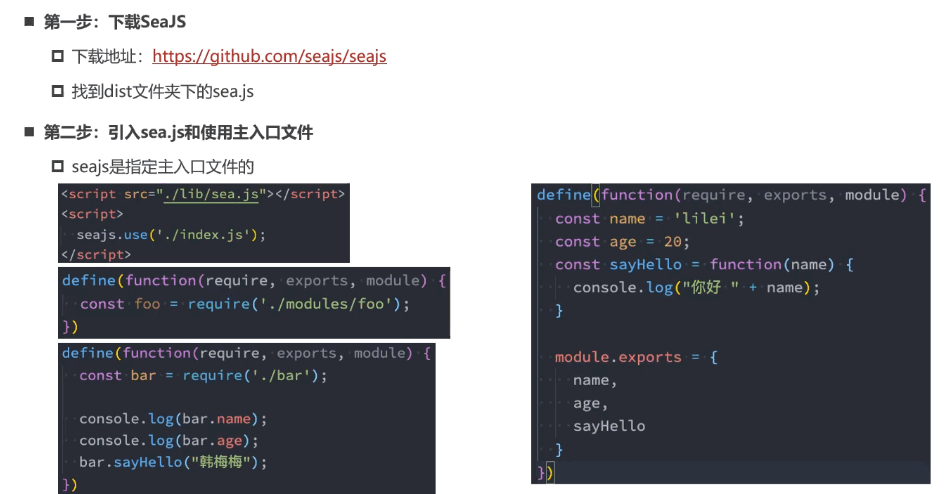 第一步：下载SeaJS
下载地址：https://github.com/seajs/seajs
找到dist文件夹下的sea.js
第二步：引入sea.js和使用主入口文件
seajs是指定主入口文件的
<script src="./lib/sea.js"></script>
<script>
seajs.use('./index.js');
</script>
define(function(require, exports, module) {
const foo = require('./modules/foo');
})
define(function(require, exports, module) {
const bar = require('./bar');
console.log(bar.name);
console.log(bar.age);
bar.sayHello("韩梅梅");
})
define(function(require, exports, module) {
const name = 'lilei';
const age = 20;
const sayHello = function(name) {
console.log("你好 " + name);
}
module.exports = {
name,
age,
sayHello
}
})